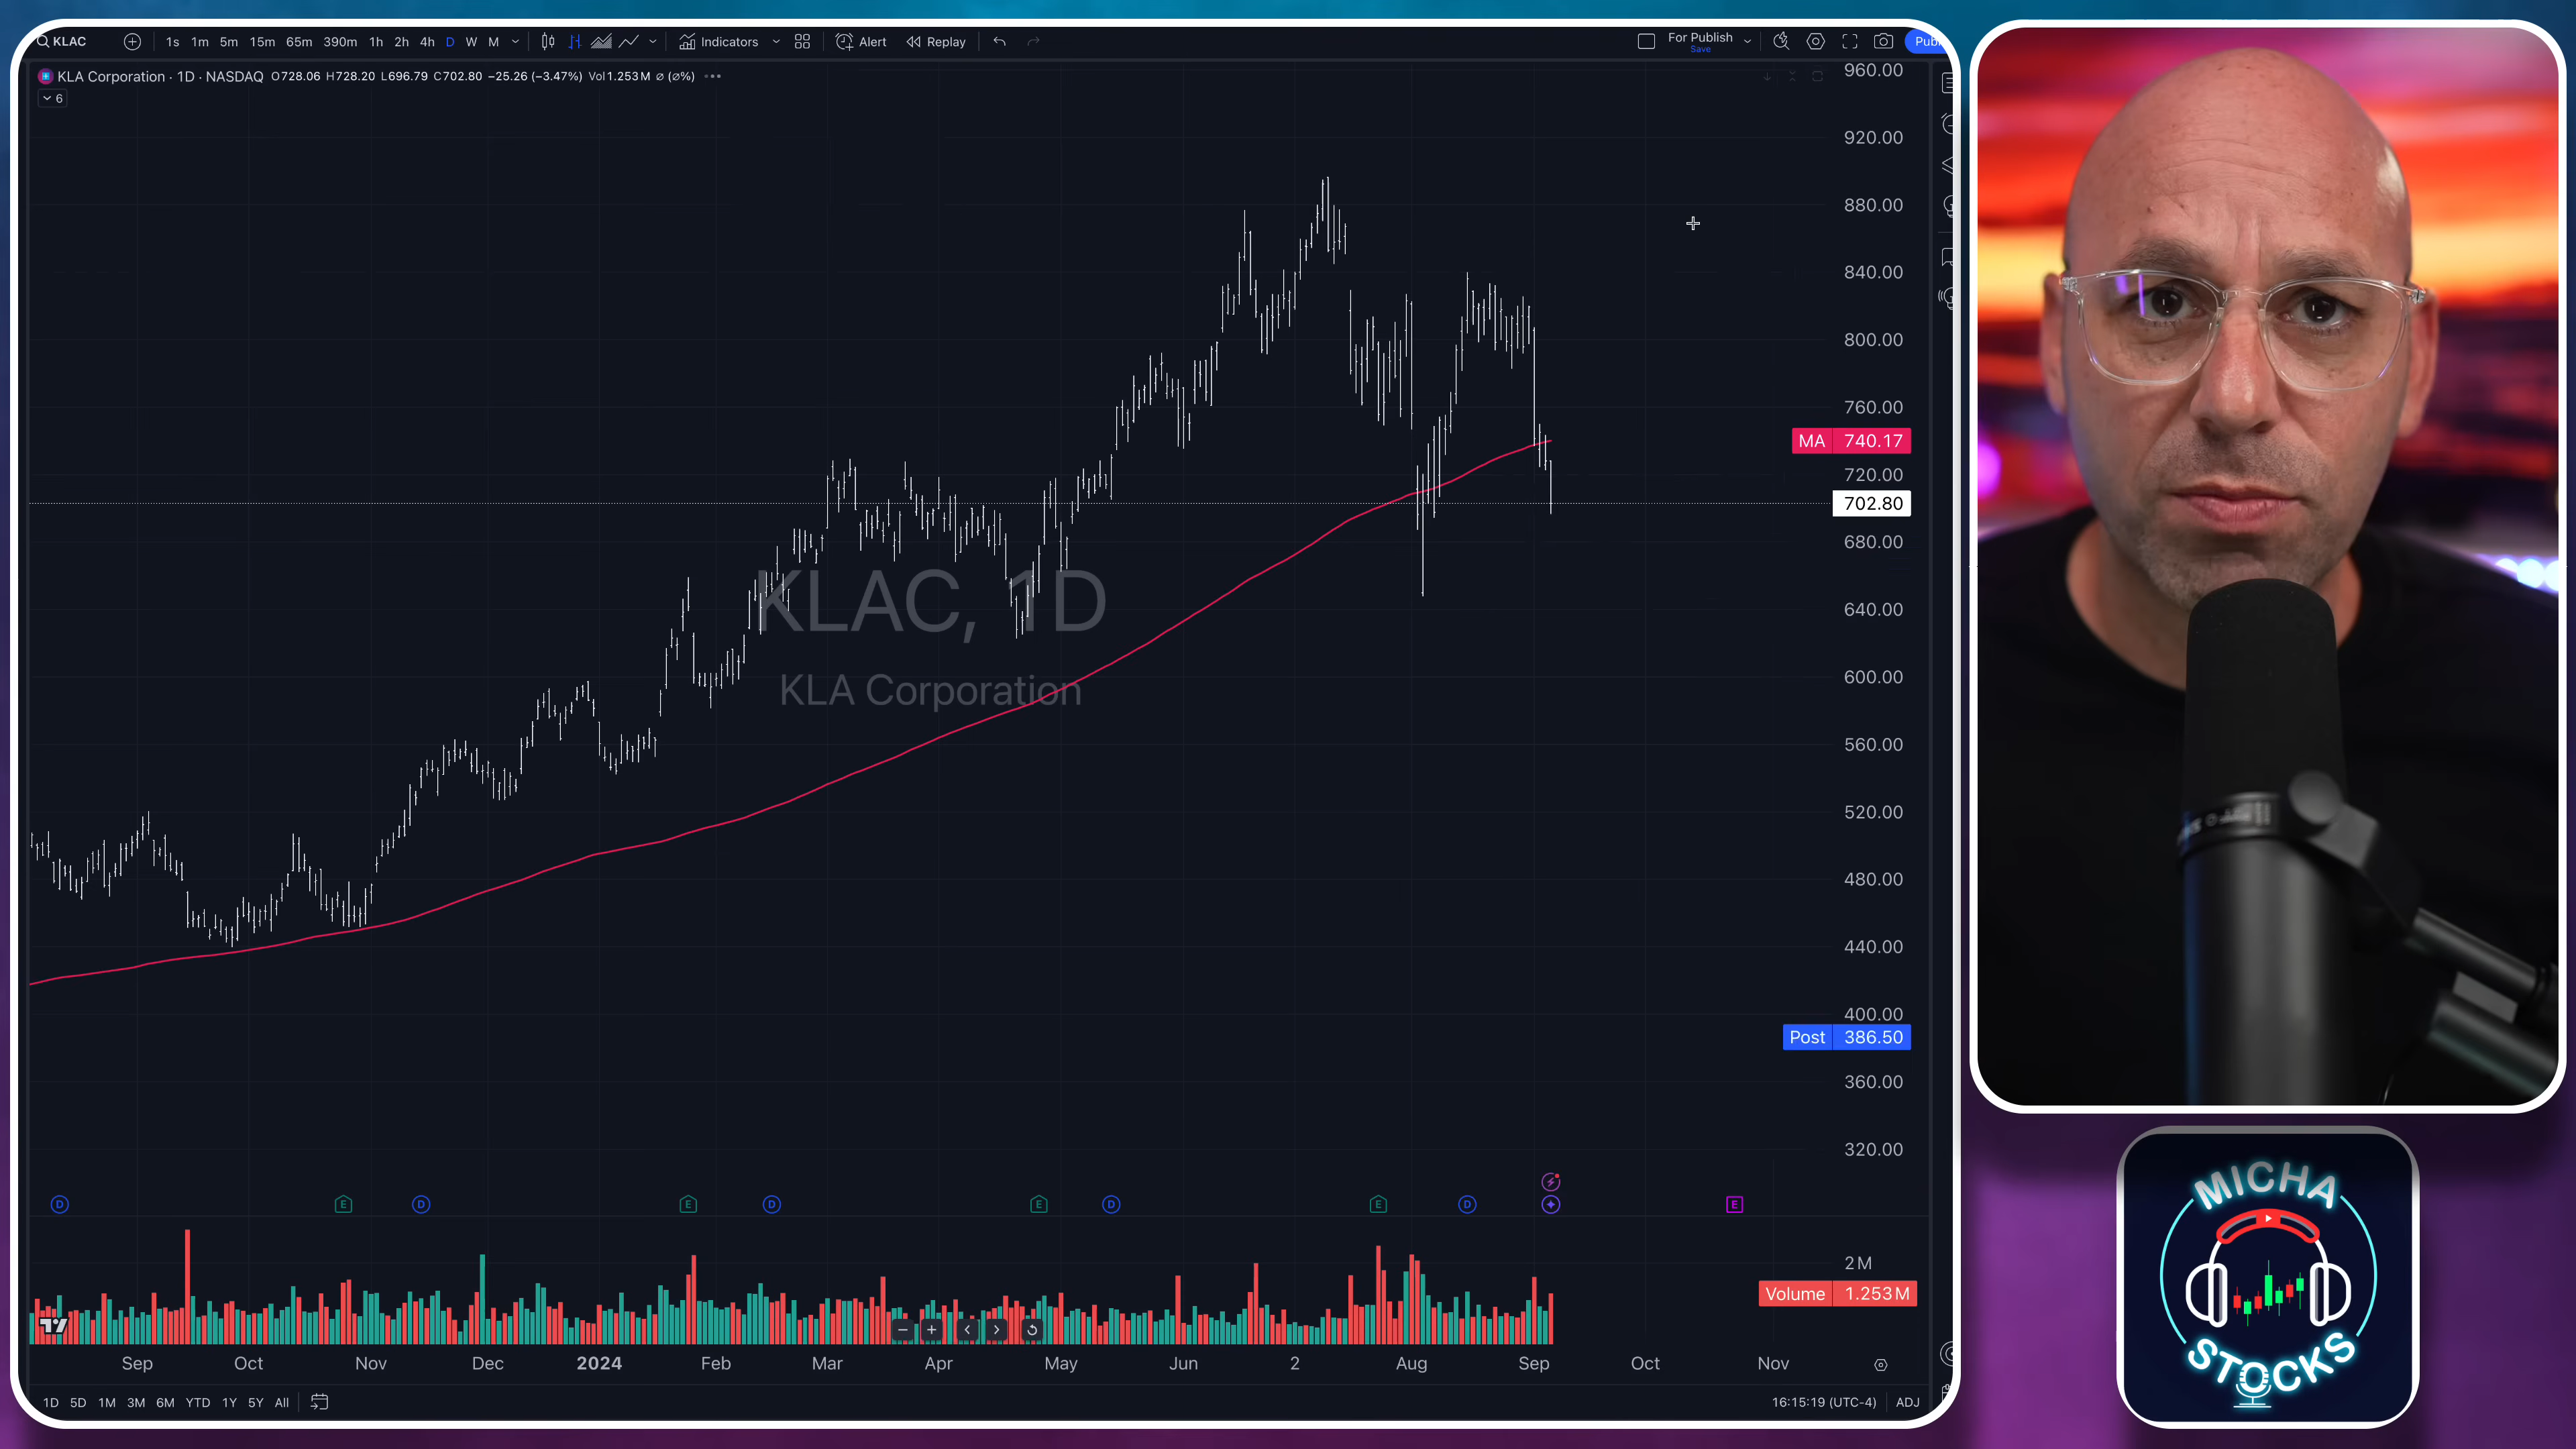 KLAC 1s 1m 5m 15m 65m 390m 1h 2h 4h D W M Indicators Alert Replay For Publish
Save
KLA Corporation · 1D · NASDAQ O728.06 H728.20 L696.79 C702.80 −25.26 (−3.47%) Vol1.253M ∅ (∅%)
6
960.00
920.00
880.00
840.00
800.00
760.00
MA 740.17
720.00
702.80
680.00
640.00
600.00
560.00
520.00
480.00
440.00
400.00
Post 386.50
360.00
320.00
KLAC, 1D
KLA Corporation
D E D E D E D E D E
2M
Volume 1.253M
Sep Oct Nov Dec 2024 Feb Mar Apr May Jun 2 Aug Sep Oct Nov
1D 5D 1M 3M 6M YTD 1Y 5Y All 16:15:19 (UTC-4) ADJ
MICHA
STOCKS